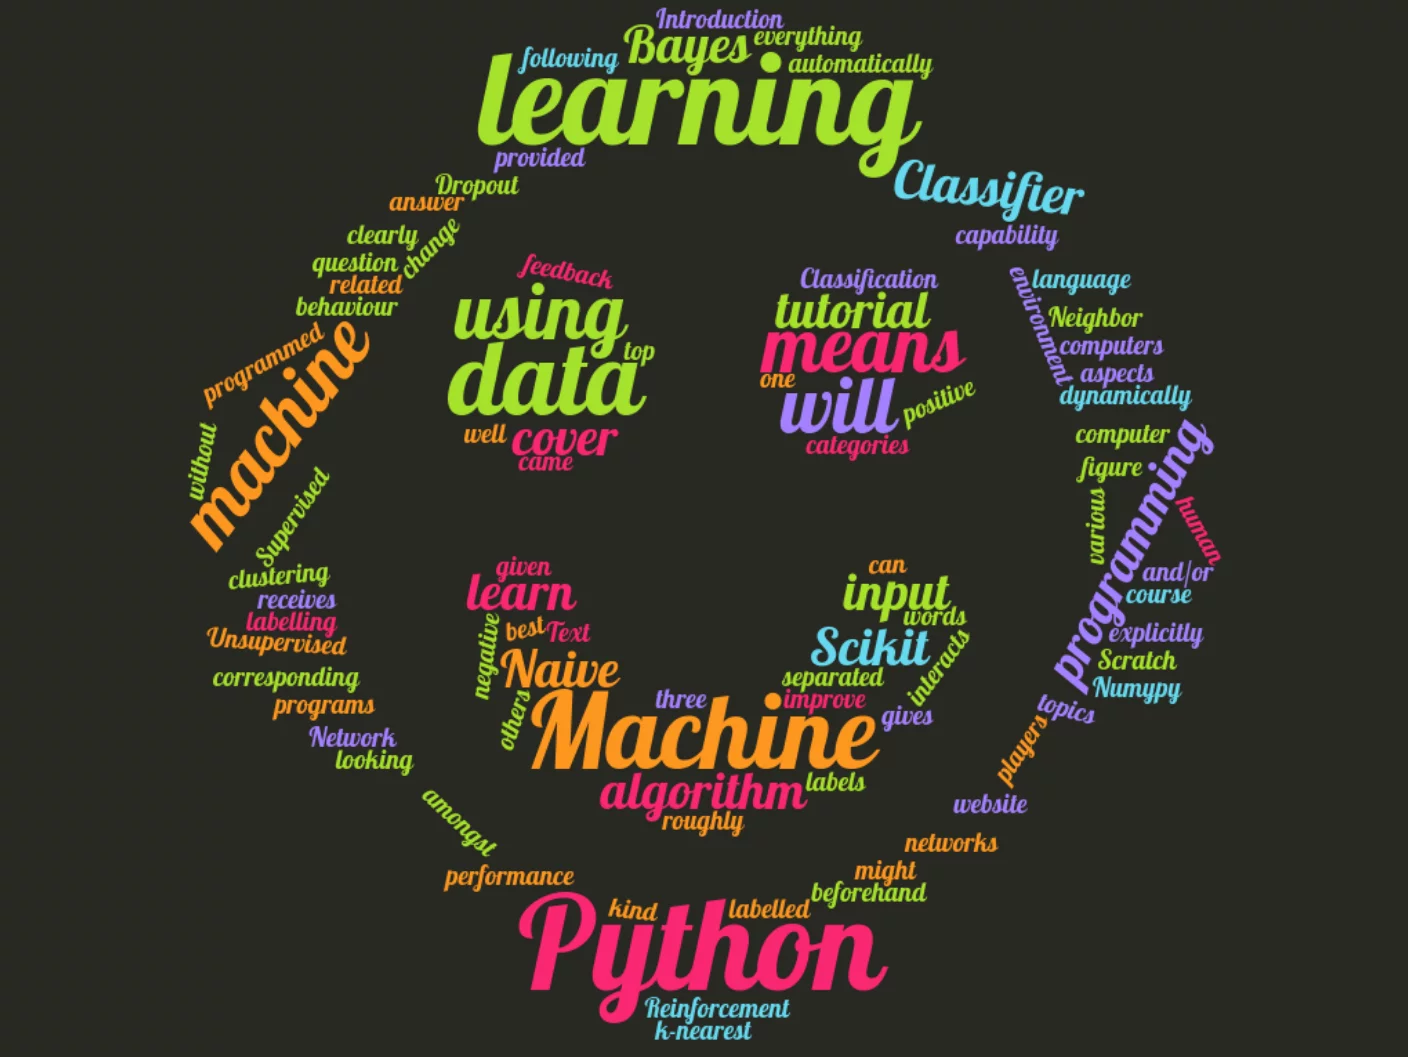 Introduction
Bayes
everything
following
automatically
learning
provided
Classifier
Dropout
answer
clearly
change
capability
question
related
behaviour
feedback
using
data
top
well
cover
came
Classification
tutorial
means
one
will
positive
categories
environment
language
Neighbor
computers
aspects
dynamically
programmed
machine
without
Supervised
computer
figure
various
programming
human
and/or
course
explicitly
Scratch
Numypy
topics
players
clustering
receives
labelling
Unsupervised
corresponding
programs
Network
looking
given
learn
best
Text
negative
Naive
others
can
input
words
Scikit
interacts
separated
three
improve
gives
Machine
algorithm
labels
roughly
amongst
website
networks
performance
might
beforehand
kind
labelled
Python
Reinforcement
k-nearest